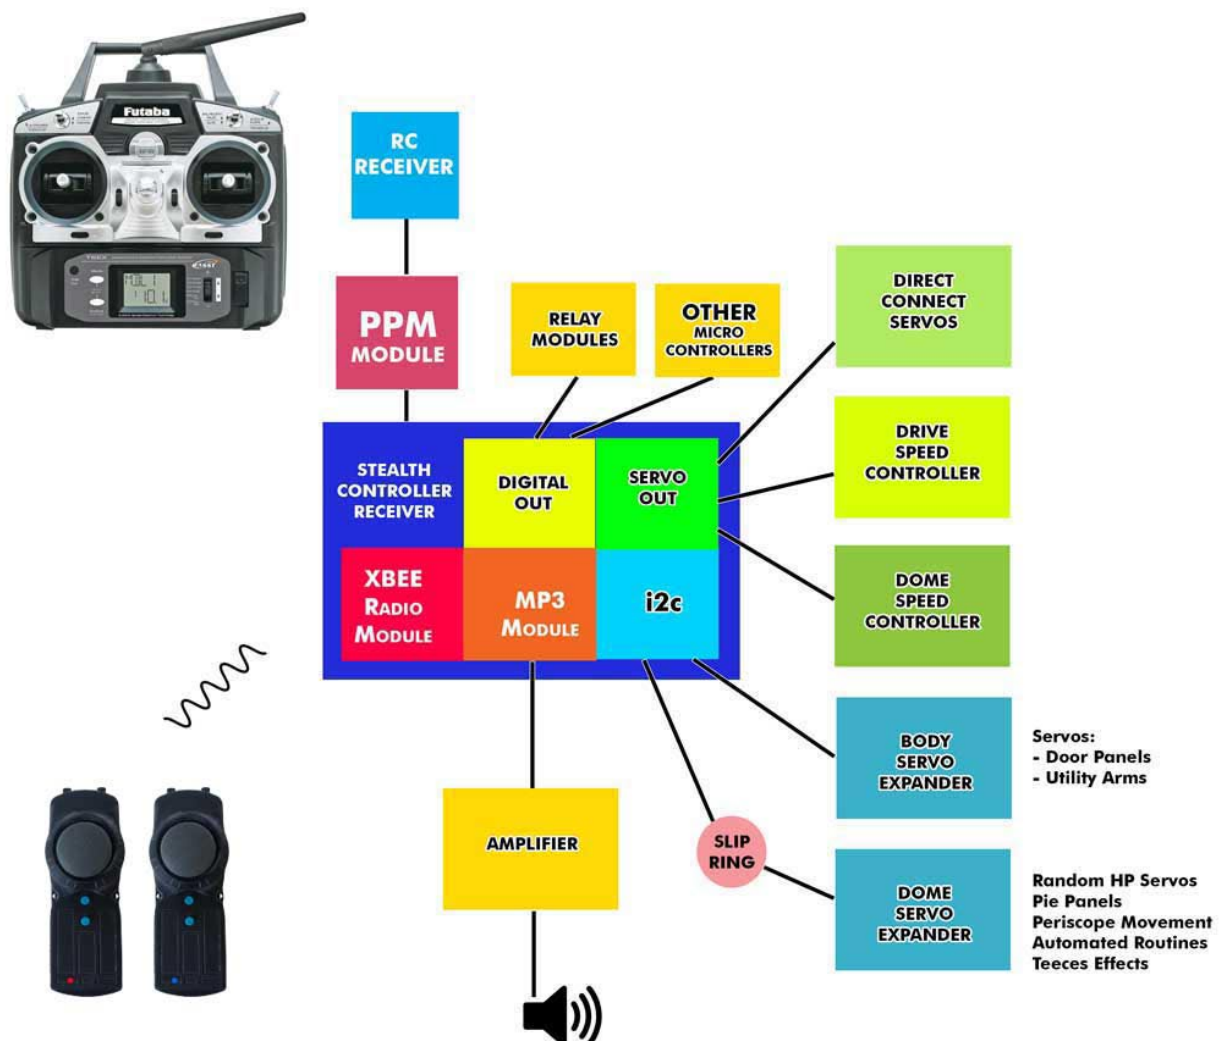 Futaba
RC
RECEIVER
PPM
MODULE
RELAY
MODULES
OTHER
MICRO
CONTROLLERS
DIRECT
CONNECT
SERVOS
STEALTH
CONTROLLER
RECEIVER
DIGITAL
OUT
SERVO
OUT
DRIVE
SPEED
CONTROLLER
XBEE
RADIO
MODULE
MP3
MODULE
i2c
DOME
SPEED
CONTROLLER
BODY
SERVO
EXPANDER
Servos:
- Door Panels
- Utility Arms
AMPLIFIER
SLIP
RING
DOME
SERVO
EXPANDER
Random HP Servos
Pie Panels
Periscope Movement
Automated Routines
Teeces Effects